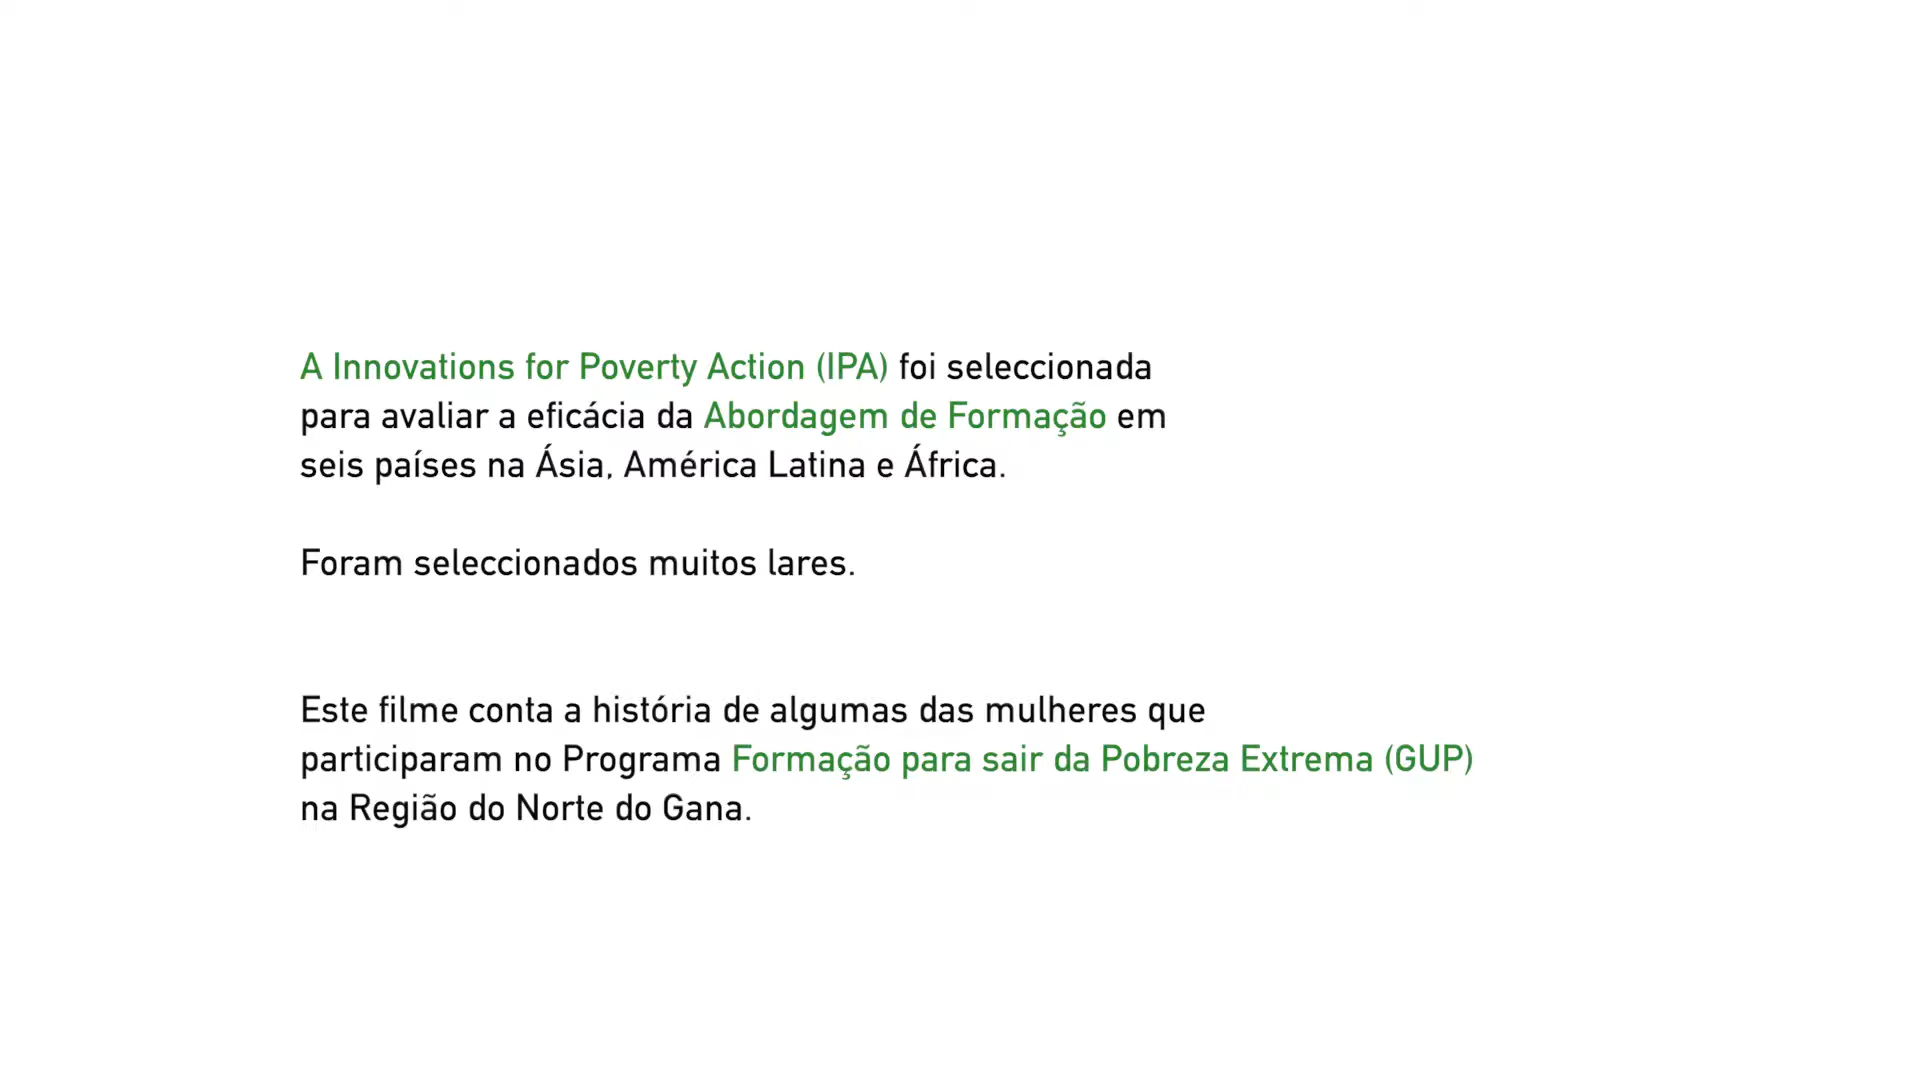 A Innovations for Poverty Action (IPA) foi seleccionada
para avaliar a eficácia da Abordagem de Formação em
seis países na Ásia, América Latina e África.
Foram seleccionados muitos lares.
Este filme conta a história de algumas das mulheres que
participaram no Programa Formação para sair da Pobreza Extrema (GUP)
na Região do Norte do Gana.